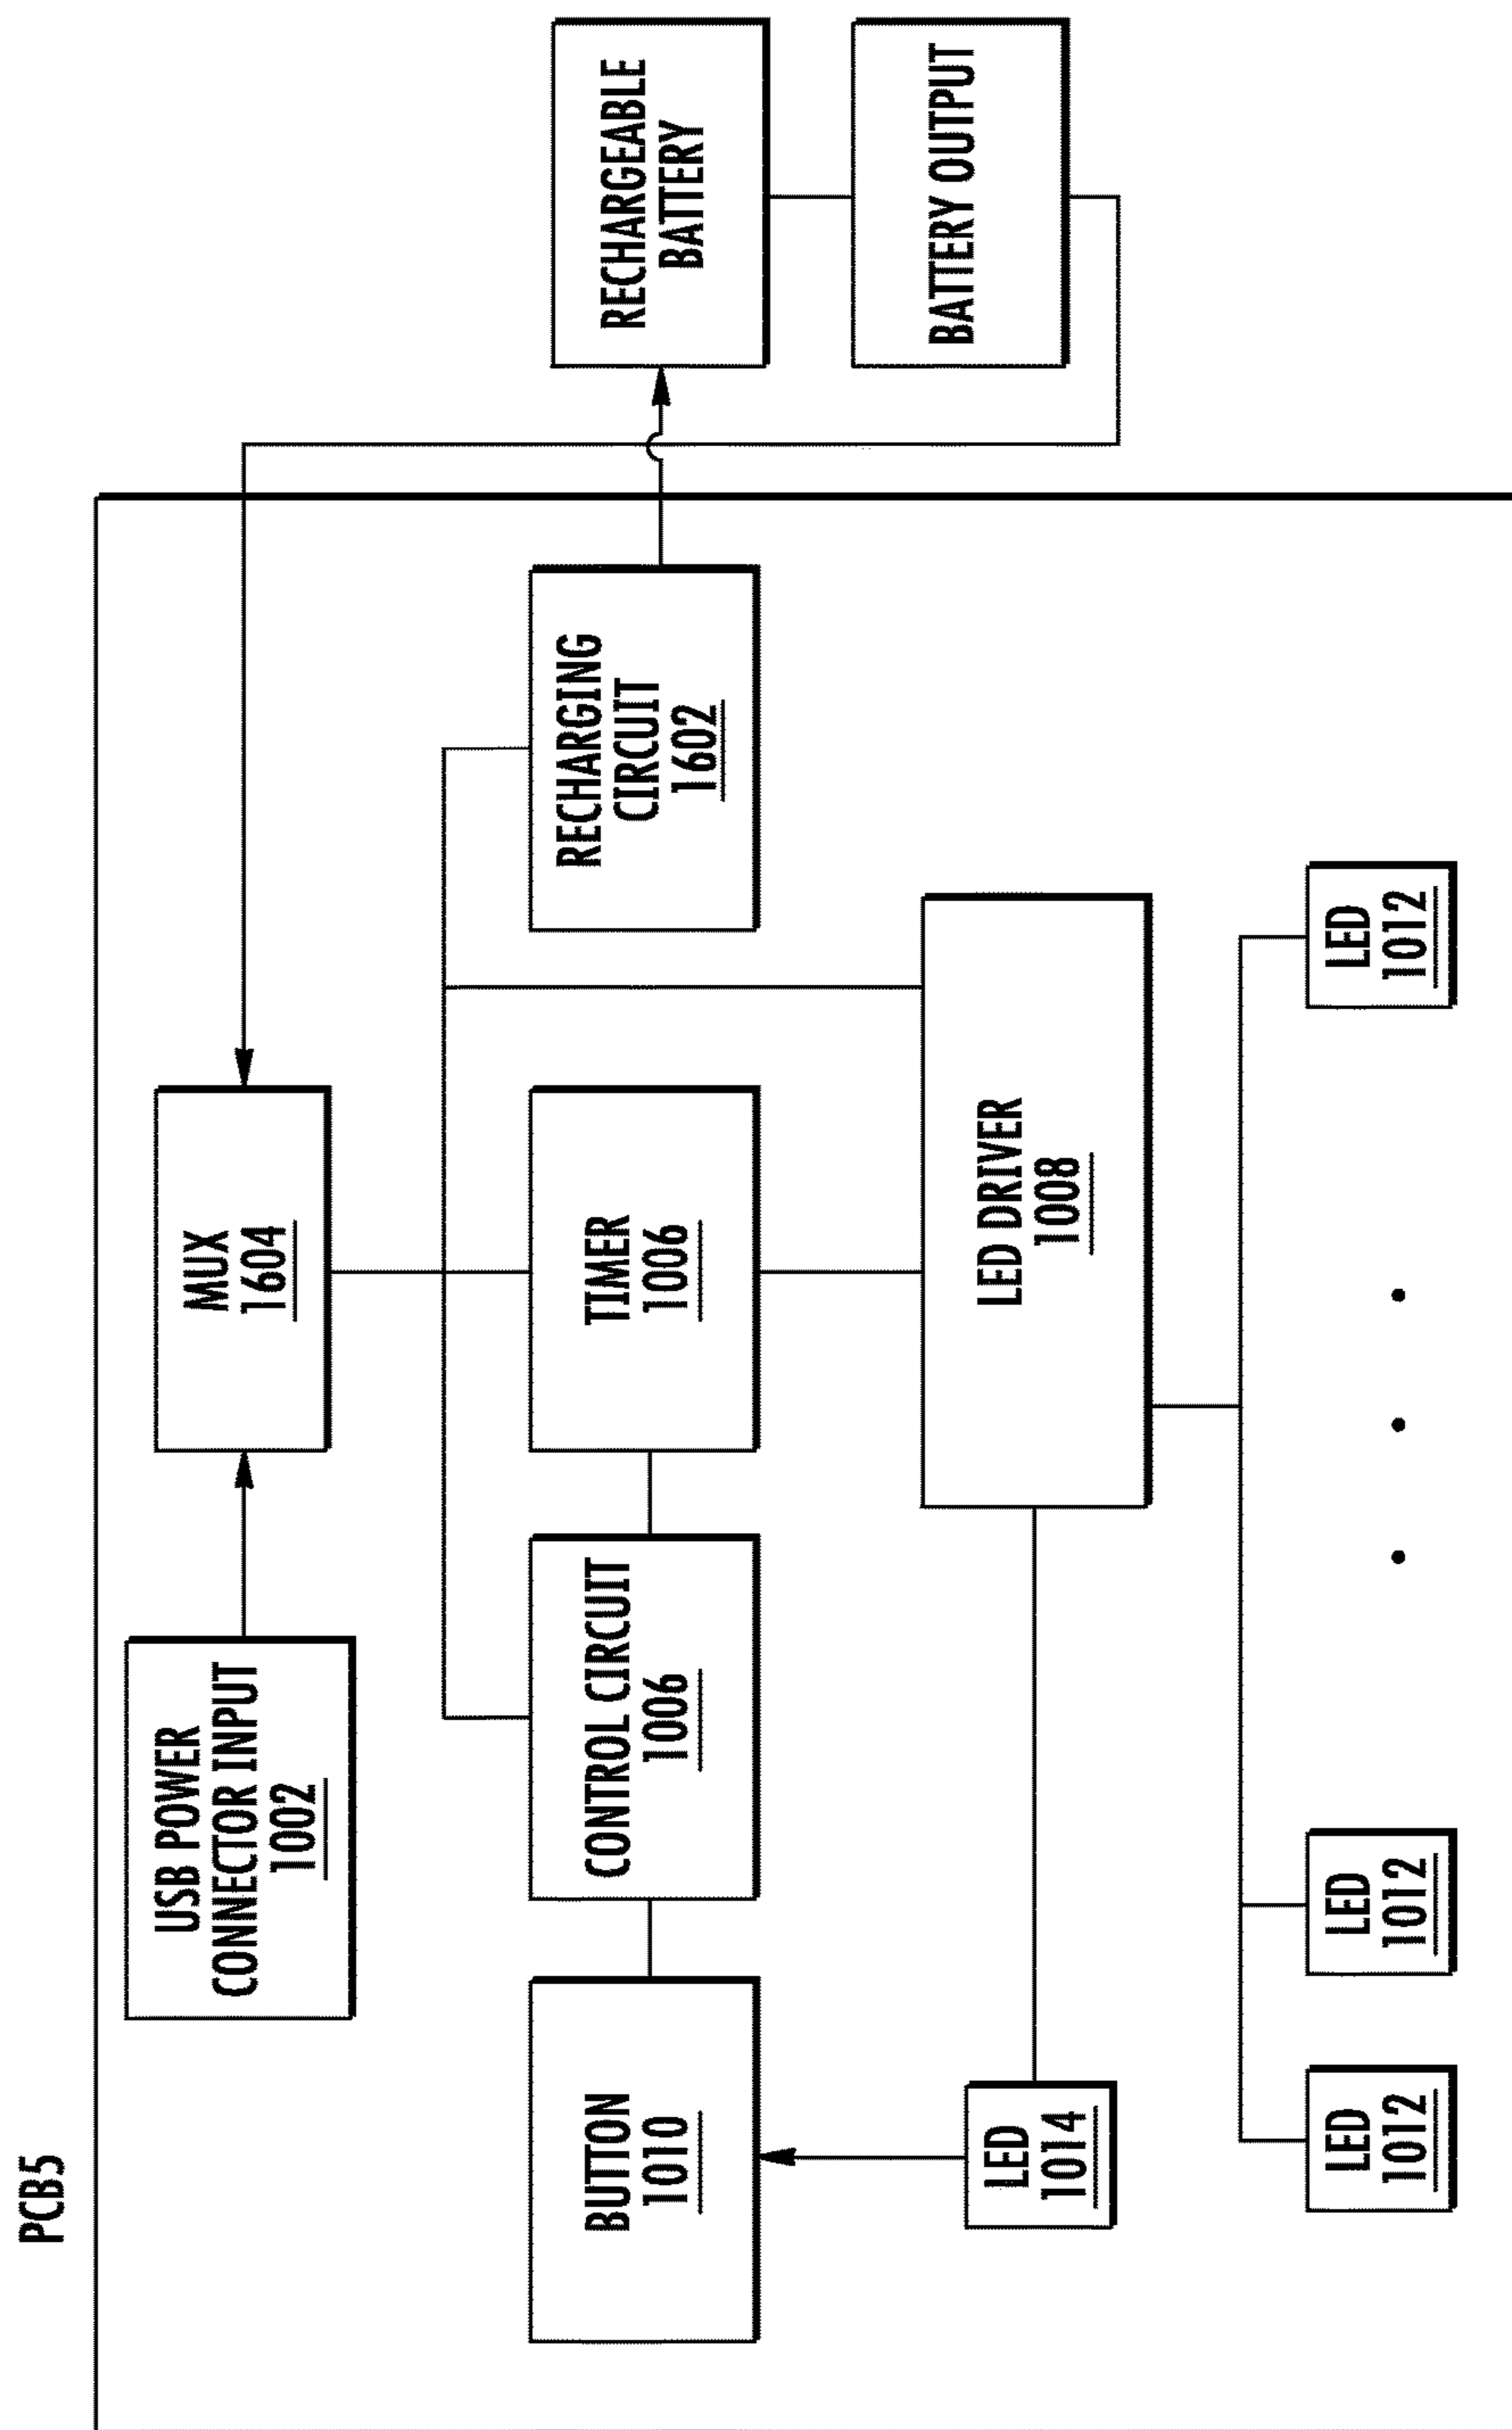 PCB5
USB POWER
CONNECTOR INPUT
1002
MUX
1604
BUTTON
1010
CONTROL CIRCUIT
1006
TIMER
1006
RECHARGING
CIRCUIT
1602
RECHARGEABLE
BATTERY
BATTERY OUTPUT
LED
1014
LED DRIVER
1008
LED
1012
LED
1012
LED
1012